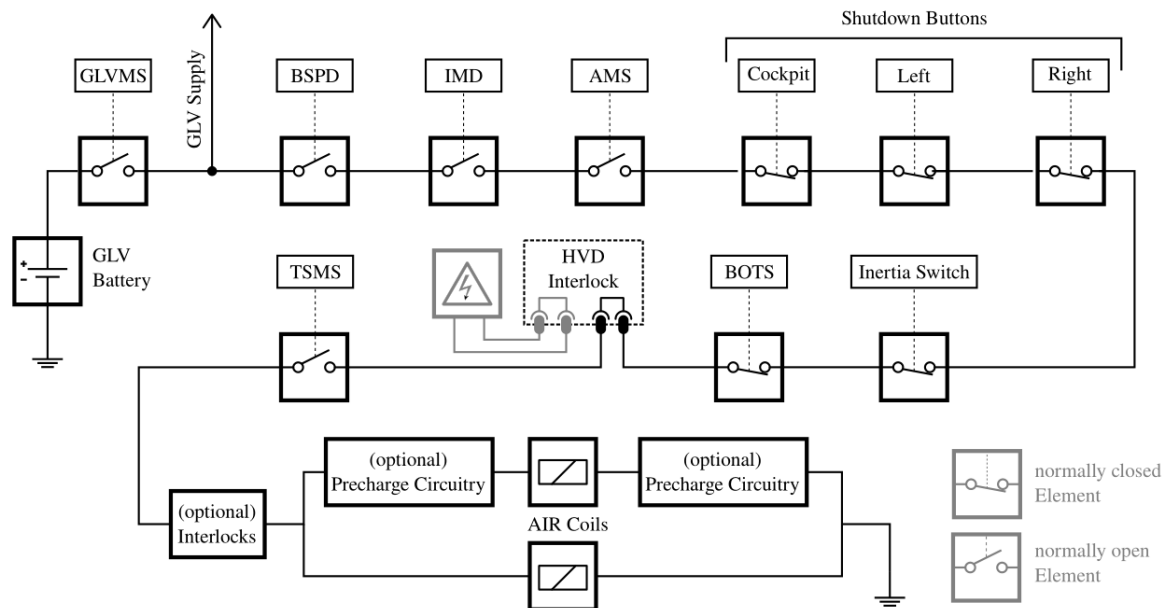 Shutdown Buttons
GLV Supply
GLVMS
BSPD
IMD
AMS
Cockpit
Left
Right
+
-
GLV
Battery
TSMS
HVD
Interlock
BOTS
Inertia Switch
(optional)
Precharge Circuitry
(optional)
Precharge Circuitry
(optional)
Interlocks
AIR Coils
normally closed
Element
normally open
Element